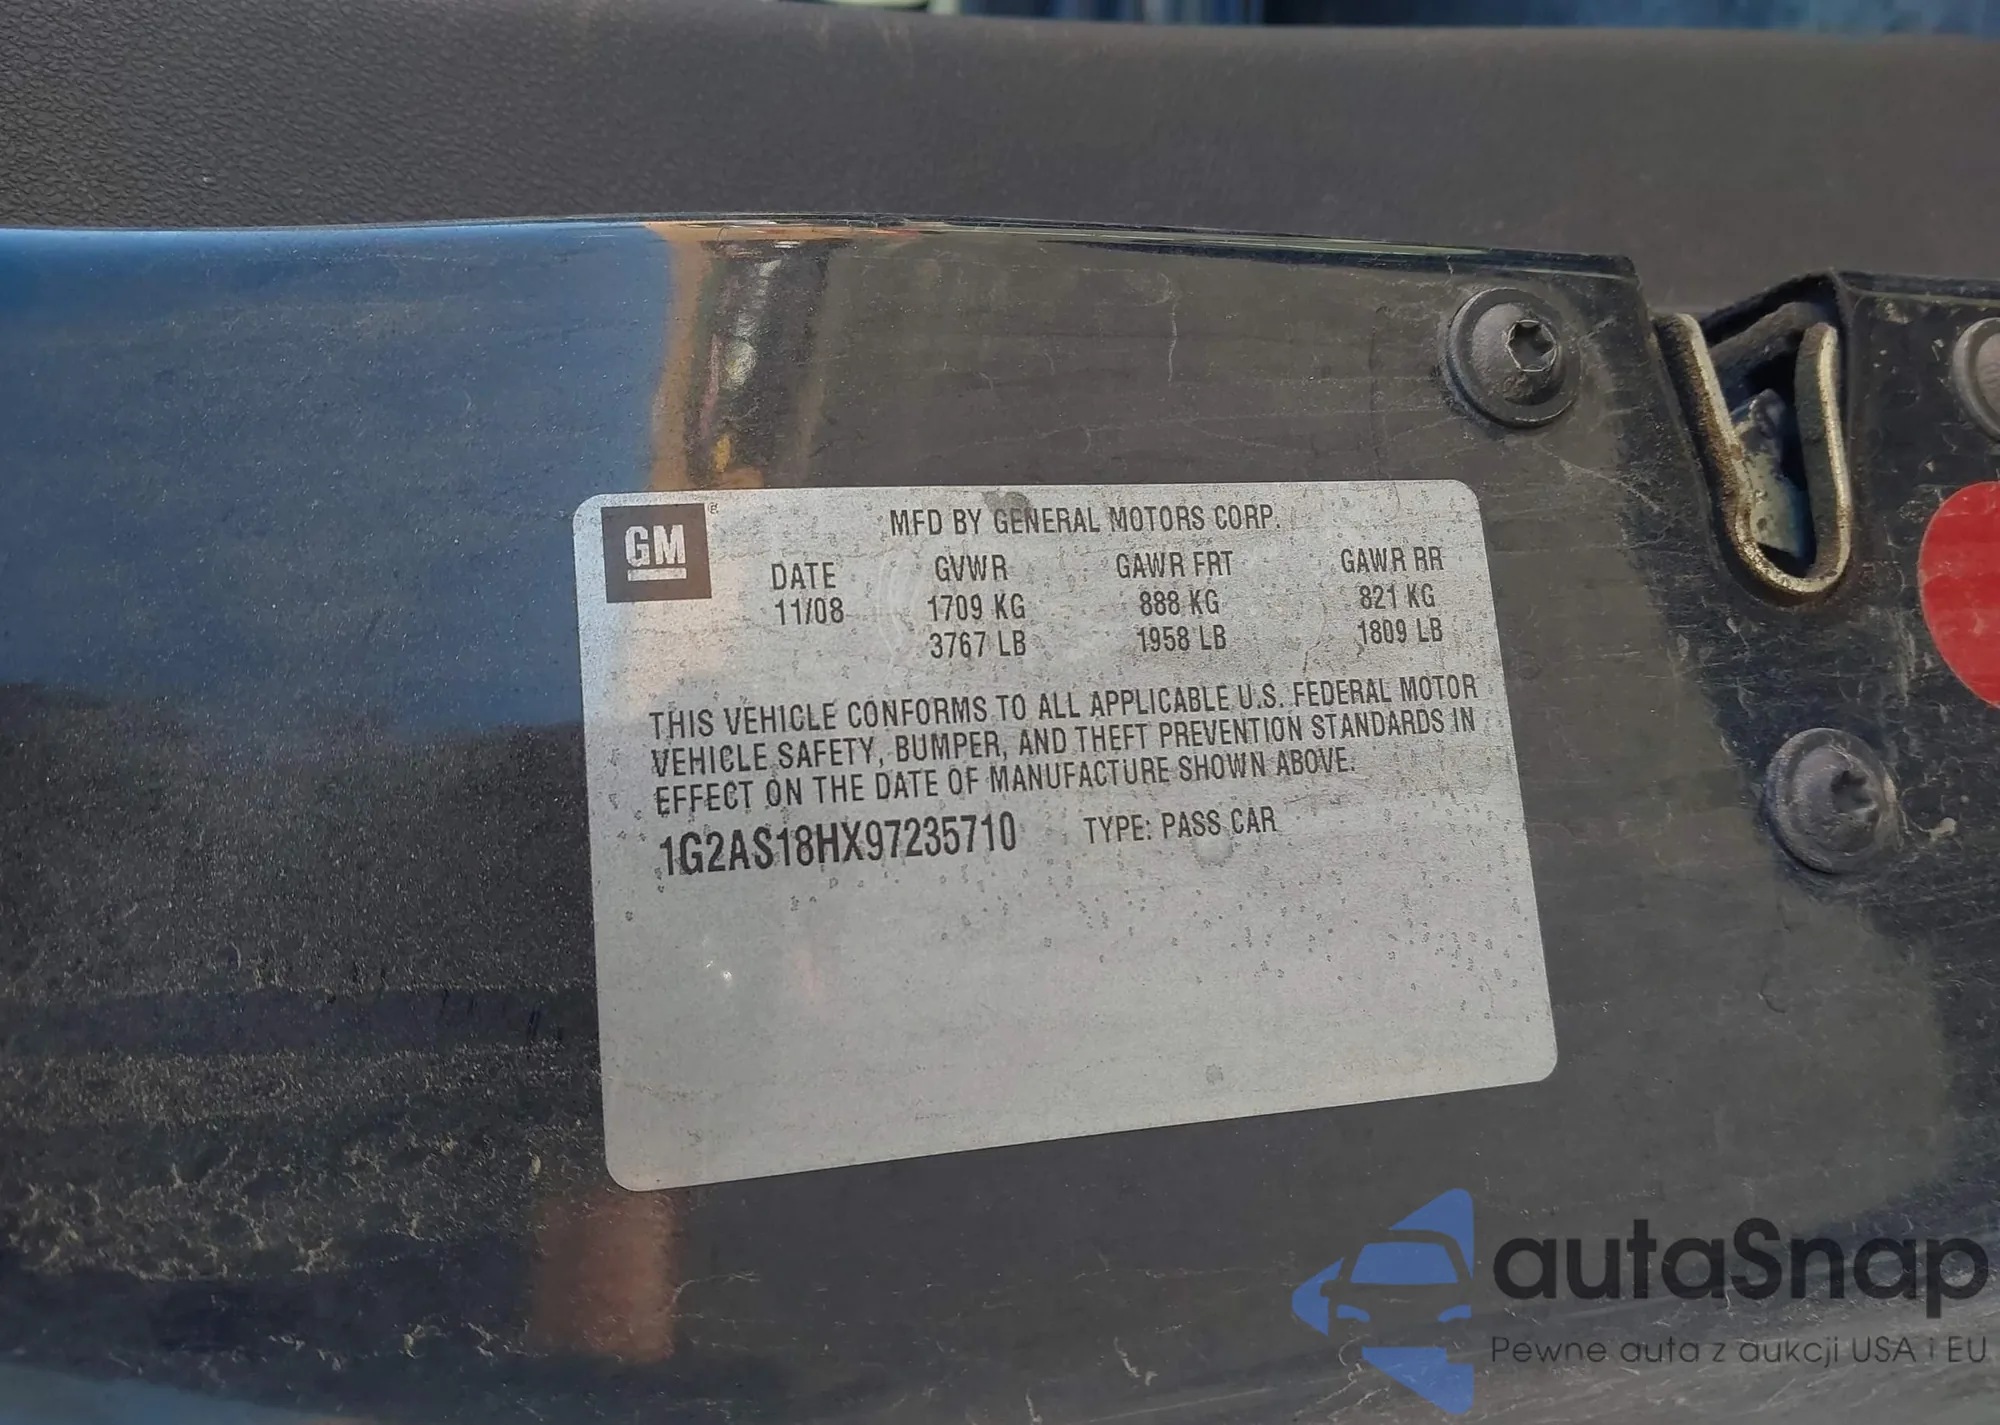 GM
MFD BY GENERAL MOTORS CORP.
DATE GVWR GAWR FRT GAWR RR
11/08 1709 KG 888 KG 821 KG
3767 LB 1958 LB 1809 LB
THIS VEHICLE CONFORMS TO ALL APPLICABLE U.S. FEDERAL MOTOR
VEHICLE SAFETY, BUMPER, AND THEFT PREVENTION STANDARDS IN
EFFECT ON THE DATE OF MANUFACTURE SHOWN ABOVE.
1G2AS18HX97235710 TYPE: PASS CAR
autaSnap
Pewne auta z aukcji USA i EU